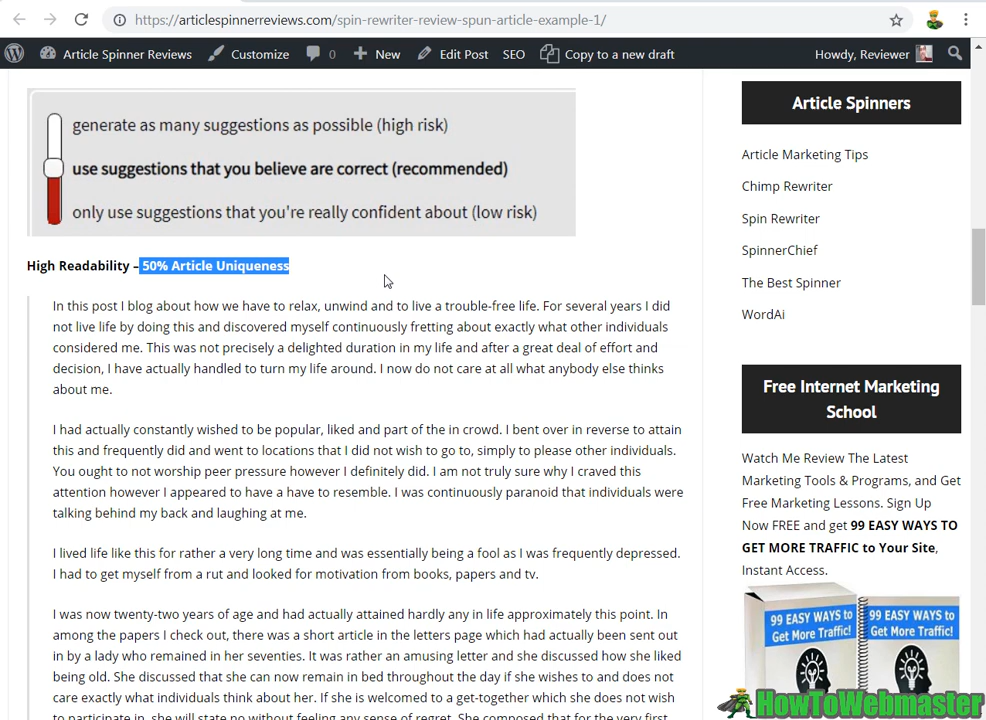 https://articlespinnerreviews.com/spin-rewriter-review-spun-article-example-1/
Article Spinner Reviews Customize 0 New Edit Post SEO Copy to a new draft Howdy, Reviewer
generate as many suggestions as possible (high risk)
use suggestions that you believe are correct (recommended)
only use suggestions that you're really confident about (low risk)
High Readability – 50% Article Uniqueness
In this post I blog about how we have to relax, unwind and to live a trouble-free life. For several years I did
not live life by doing this and discovered myself continuously fretting about exactly what other individuals
considered me. This was not precisely a delighted duration in my life and after a great deal of effort and
decision, I have actually handled to turn my life around. I now do not care at all what anybody else thinks
about me.
I had actually constantly wished to be popular, liked and part of the in crowd. I bent over in reverse to attain
this and frequently did and went to locations that I did not wish to go to, simply to please other individuals.
You ought to not worship peer pressure however I definitely did. I am not truly sure why I craved this
attention however I appeared to have a have to resemble. I was continuously paranoid that individuals were
talking behind my back and laughing at me.
I lived life like this for rather a very long time and was essentially being a fool as I was frequently depressed.
I had to get myself from a rut and looked for motivation from books, papers and tv.
I was now twenty-two years of age and had actually attained hardly any in life approximately this point. In
among the papers I check out, there was a short article in the letters page which had actually been sent out
in by a lady who remained in her seventies. It was rather an amusing letter and she discussed how she liked
being old. She discussed that she can now remain in bed throughout the day if she wishes to and does not
care exactly what individuals think about her. If she is welcomed to a get-together which she does not wish
to participate in, she will state no without feeling any sense of regret. She composed that for the very first
Article Spinners
Article Marketing Tips
Chimp Rewriter
Spin Rewriter
SpinnerChief
The Best Spinner
WordAi
Free Internet Marketing
School
Watch Me Review The Latest
Marketing Tools & Programs, and Get
Free Marketing Lessons. Sign Up
Now FREE and get 99 EASY WAYS TO
GET MORE TRAFFIC to Your Site,
Instant Access.
99 EASY WAYS to
Get More Traffic!
99 EASY WAYS to
Get More Traffic!
HowToWebmaster